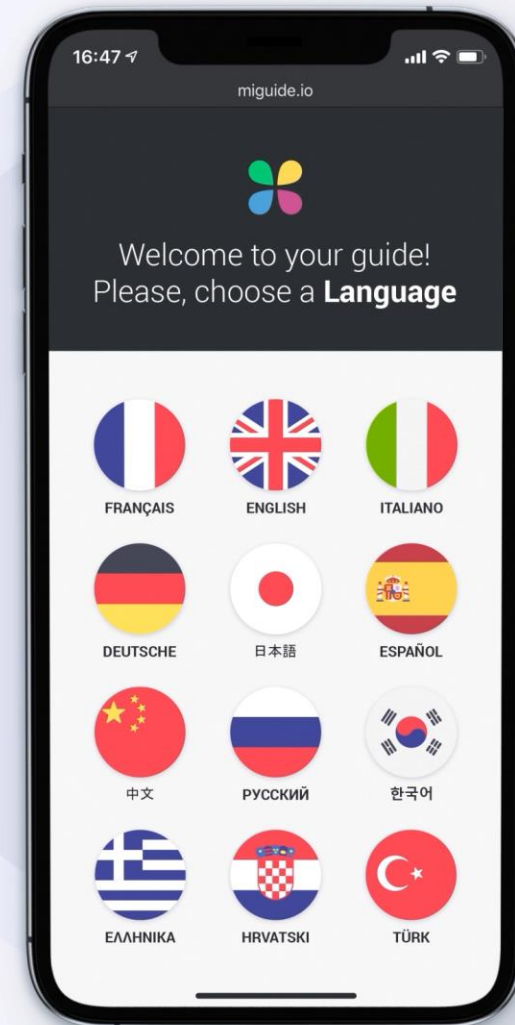 16:47
miguide.io
Welcome to your guide!
Please, choose a Language
FRANÇAIS
ENGLISH
ITALIANO
DEUTSCHE
日本語
ESPAÑOL
中文
РУССКИЙ
한국어
ΕΛΛΗΝΙΚΑ
HRVATSKI
TÜRK